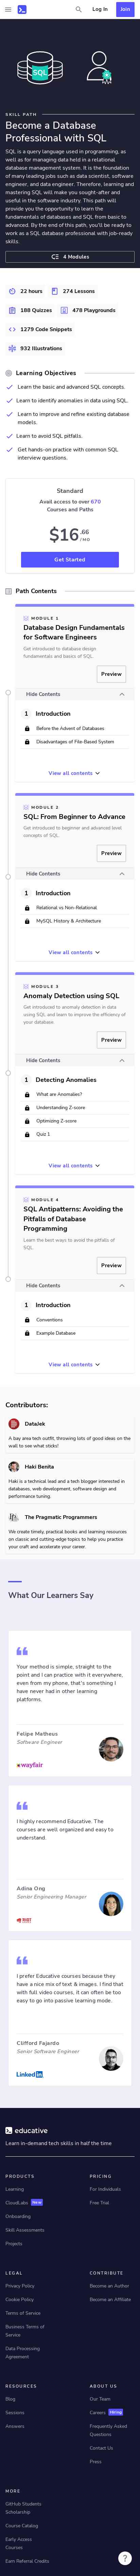 Log In
Join
SQL
SKILL PATH
Become a Database
Professional with SQL
SQL is a query language used in programming, as
well as for managing data held in a relational
database management system. It's a cornerstone
of modern backend engineering and is used by
prominent job titles such as data scientist, software
engineer, and data engineer. Therefore, learning or
mastering SQL will make you sought-after and
useful to the software industry. This path will
provide you an opportunity to learn the
fundamentals of databases and SQL from basic to
advanced. By the end of this path, you'll be ready to
work as an SQL database professional with job-ready
skills.
4 Modules
22 hours
274 Lessons
188 Quizzes
478 Playgrounds
1279 Code Snippets
932 Illustrations
Learning Objectives
Learn the basic and advanced SQL concepts.
Learn to identify anomalies in data using SQL.
Learn to improve and refine existing database
models.
Learn to avoid SQL pitfalls.
Get hands-on practice with common SQL
interview questions.
Standard
Avail access to over 670
Courses and Paths
$16.66
/MO
Get Started
Path Contents
MODULE 1
Database Design Fundamentals
for Software Engineers
Get introduced to database design
fundamentals and basics of SQL.
Preview
Hide Contents
1 Introduction
Before the Advent of Databases
Disadvantages of File-Based System
View all contents
MODULE 2
SQL: From Beginner to Advance
Get introduced to beginner and advanced level
concepts of SQL.
Preview
Hide Contents
1 Introduction
Relational vs Non-Relational
MySQL History & Architecture
View all contents
MODULE 3
Anomaly Detection using SQL
Get introduced to anomaly detection in data
using SQL and learn to improve the efficiency of
your database.
Preview
Hide Contents
1 Detecting Anomalies
What are Anomalies?
Understanding Z-score
Optimizing Z-score
Quiz 1
View all contents
MODULE 4
SQL Antipatterns: Avoiding the
Pitfalls of Database
Programming
Learn the best ways to avoid the pitfalls of
SQL.
Preview
Hide Contents
1 Introduction
Conventions
Example Database
View all contents
Contributors:
DataJek
A bay area tech outfit, throwing lots of good ideas on the
wall to see what sticks!
Haki Benita
Haki is a technical lead and a tech blogger interested in
databases, web development, software design and
performance tuning.
The Pragmatic Programmers
We create timely, practical books and learning resources
on classic and cutting-edge topics to help you practice
your craft and accelerate your career.
What Our Learners Say
Your method is simple, straight to the
point and I can practice with it everywhere,
even from my phone, that's something I
have never had in other learning
platforms.
Felipe Matheus
Software Engineer
wayfair
I highly recommend Educative. The
courses are well organized and easy to
understand.
Adina Ong
Senior Engineering Manager
RIOT
I prefer Educative courses because they
have a nice mix of text & images. I find that
with full video courses, it can often be too
easy to go into passive learning mode.
Clifford Fajardo
Senior Software Engineer
LinkedIn
educative
Learn in-demand tech skills in half the time
PRODUCTS
Learning
CourseLabs New
Onboarding
Skill Assessments
Projects
PRICING
For Individuals
Free Trial
LEGAL
Privacy Policy
Cookie Policy
Terms of Service
Business Terms of
Service
Data Processing
Agreement
CONTRIBUTE
Become an Author
Become an Affiliate
RESOURCES
Blog
Sessions
Answers
ABOUT US
Our Team
Careers Hiring
Frequently Asked
Questions
Contact Us
Press
MORE
GitHub Students
Scholarship
Course Catalog
Early Access
Courses
Earn Referral Credits
?